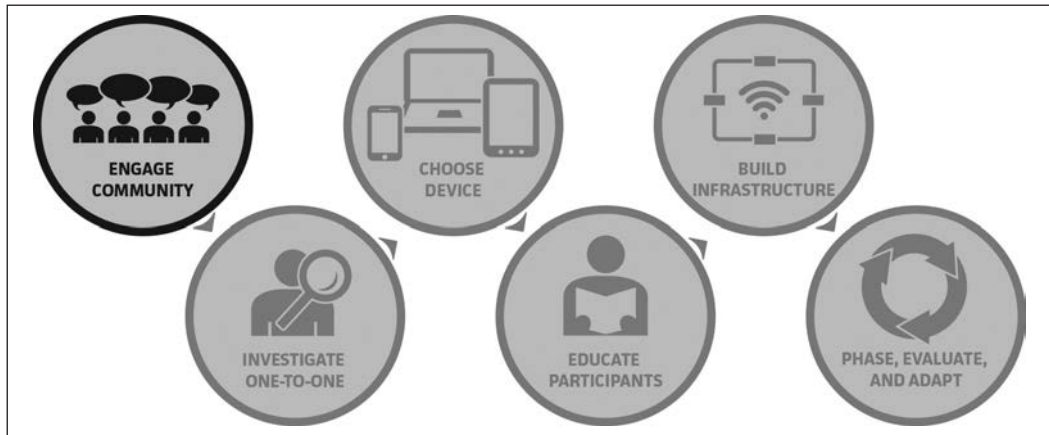 ENGAGE
COMMUNITY
INVESTIGATE
ONE-TO-ONE
CHOOSE
DEVICE
EDUCATE
PARTICIPANTS
BUILD
INFRASTRUCTURE
PHASE, EVALUATE,
AND ADAPT